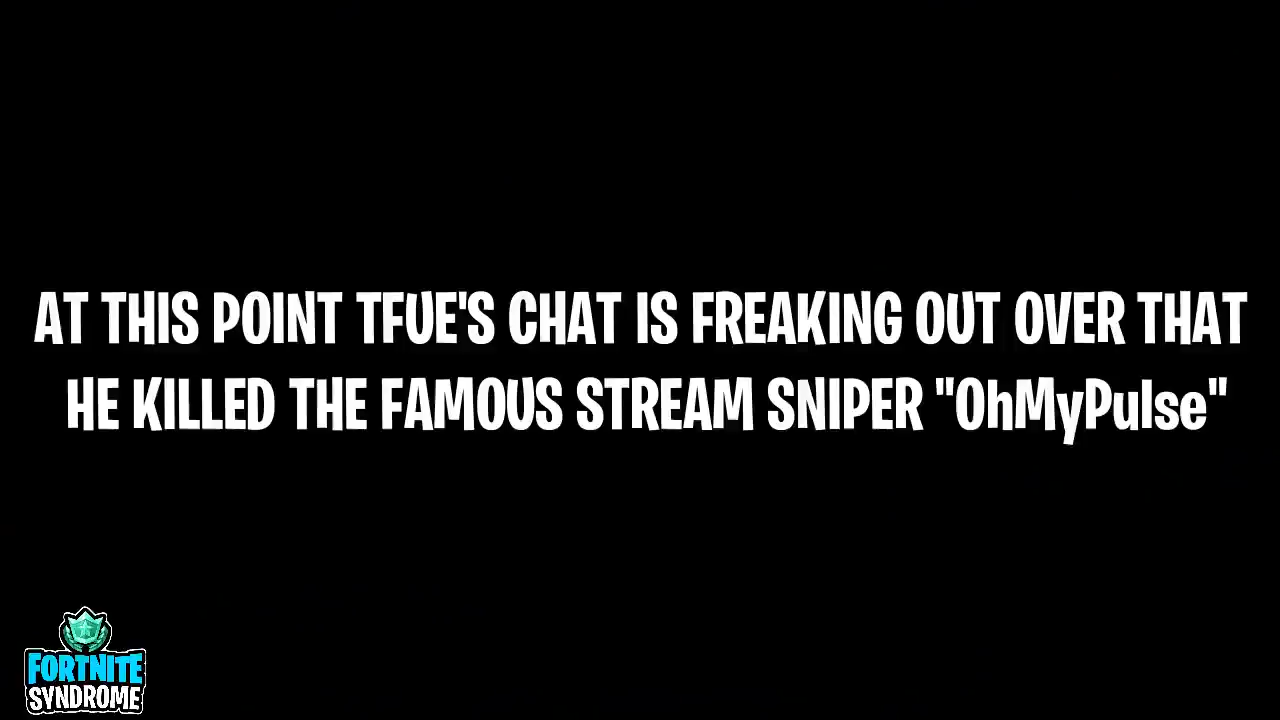 AT THIS POINT TFUE'S CHAT IS FREAKING OUT OVER THAT
HE KILLED THE FAMOUS STREAM SNIPER "OhMyPulse"
FORTNITE
SYNDROME